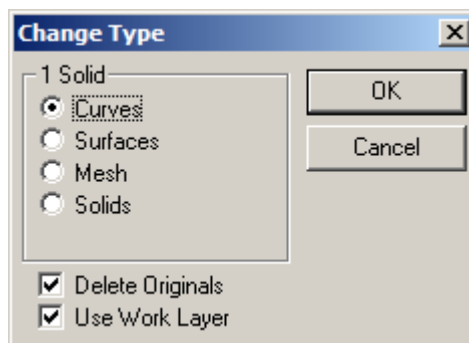 Change Type
1 Solid
Curves
OK
Surfaces
Cancel
Mesh
Solids
Delete Originals
Use Work Layer